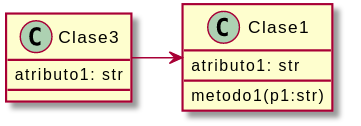 C Clase3
atributo1: str
C Clase1
atributo1: str
metodo1(p1:str)